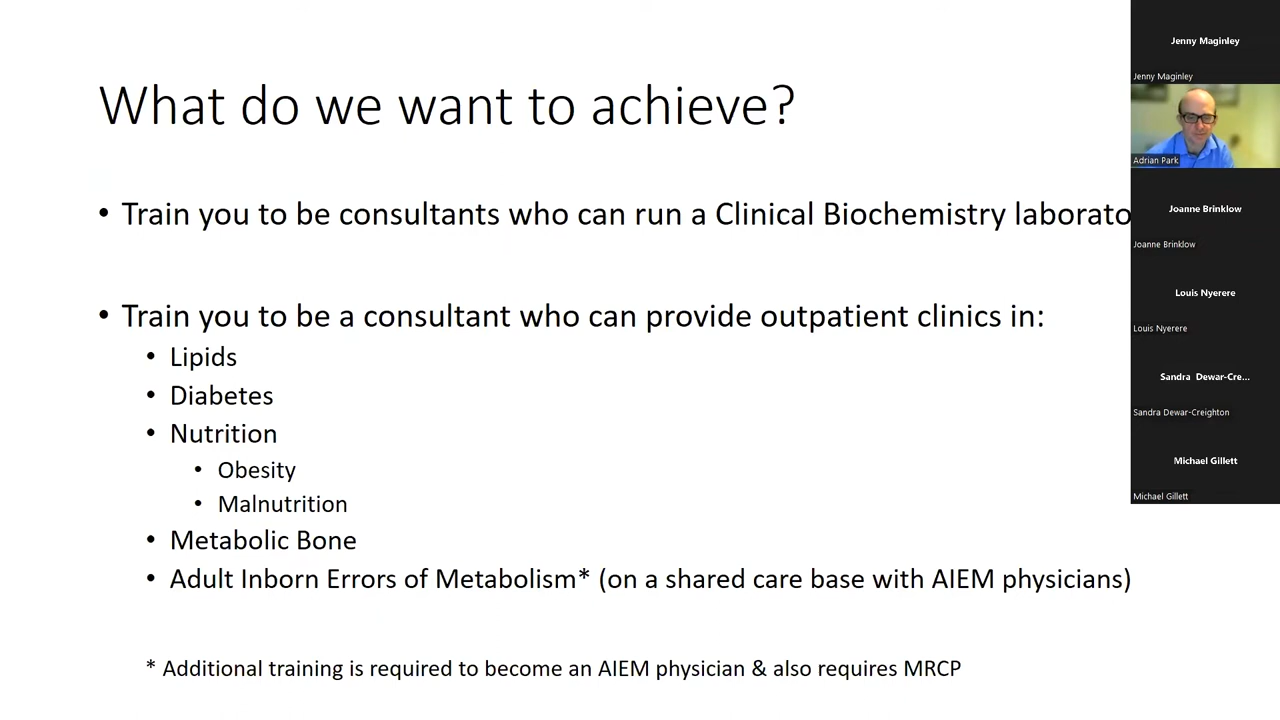 What do we want to achieve?
• Train you to be consultants who can run a Clinical Biochemistry laborato
• Train you to be a consultant who can provide outpatient clinics in:
• Lipids
• Diabetes
• Nutrition
• Obesity
• Malnutrition
• Metabolic Bone
• Adult Inborn Errors of Metabolism* (on a shared care base with AIEM physicians)
* Additional training is required to become an AIEM physician & also requires MRCP
Jenny Maginley
Jenny Maginley
Adrian Park
Joanne Brinklow
Joanne Brinklow
Louis Nyerere
Louis Nyerere
Sandra Dewar-Cre...
Sandra Dewar-Creighton
Michael Gillett
Michael Gillett